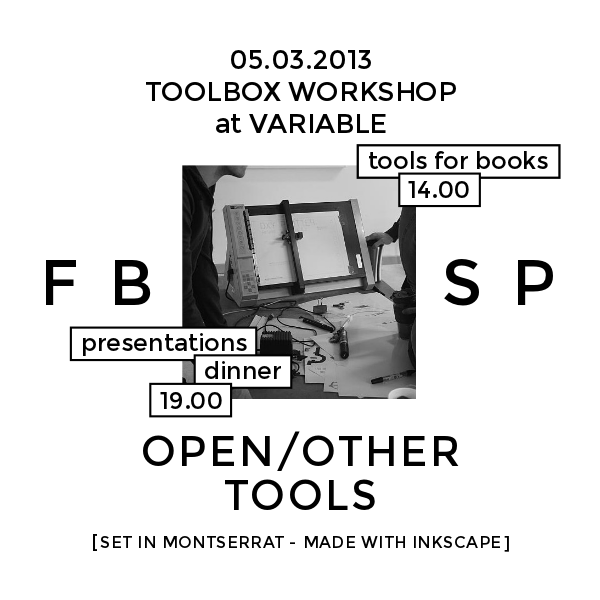 05.03.2013
TOOLBOX WORKSHOP
at VARIABLE
tools for books
14.00
F B S P
presentations
dinner
19.00
OPEN/OTHER
TOOLS
[SET IN MONTSERRAT - MADE WITH INKSCAPE]